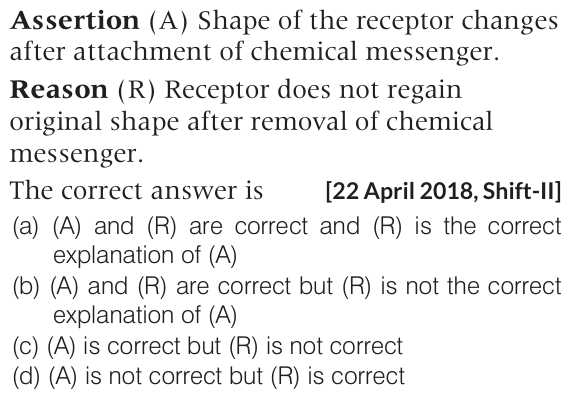 Assertion (A) Shape of the receptor changes
after attachment of chemical messenger.
Reason (R) Receptor does not regain
original shape after removal of chemical
messenger.
The correct answer is [22 April 2018, Shift-II]
(a) (A) and (R) are correct and (R) is the correct
explanation of (A)
(b) (A) and (R) are correct but (R) is not the correct
explanation of (A)
(c) (A) is correct but (R) is not correct
(d) (A) is not correct but (R) is correct